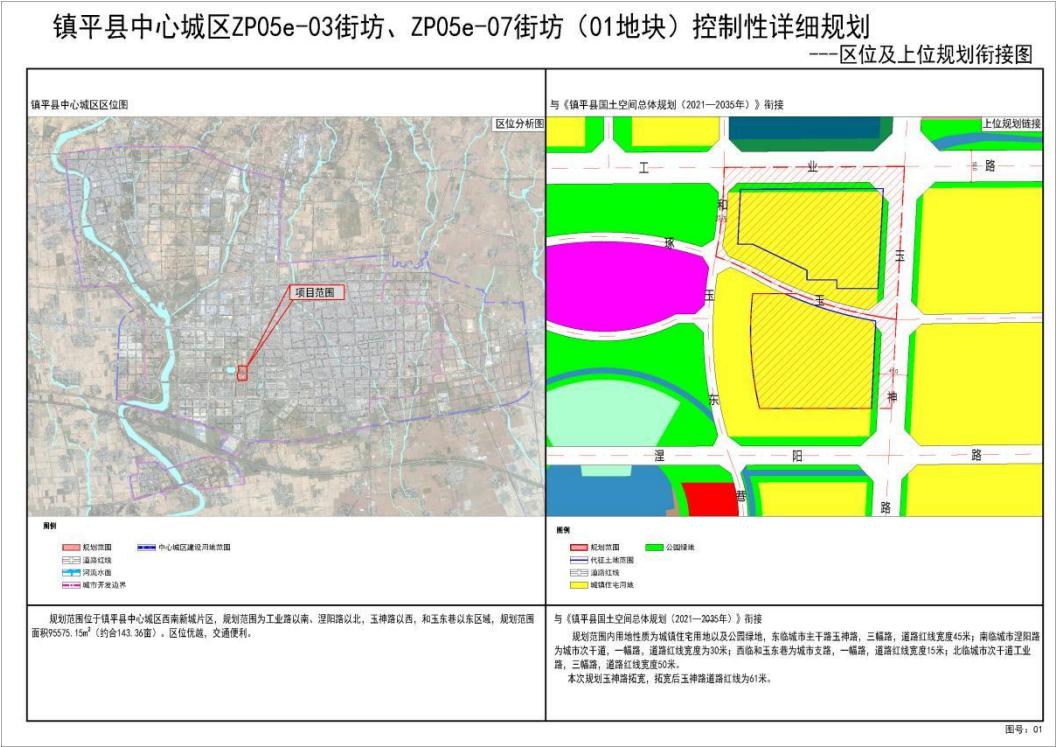 镇平县中心城区ZP05e-03街坊、ZP05e-07街坊（01地块）控制性详细规划
---区位及上位规划衔接图
镇平县中心城区区位图
区位分析图
项目范围
图例
规划范围
中心城区建设用地范围
道路红线
河流水面
城市开发边界
规划范围位于镇平县中心城区西南新城片区，规划范围为工业路以南、涅阳路以北，玉神路以西，和玉东巷以东区域，规划范围
面积95575.15m²（约合143.36亩）。区位优越，交通便利。
与《镇平县国土空间总体规划（2021—2035年）》衔接
上位规划链接
工 业 路
和 玉 东 巷
琢 玉
玉 神 路
涅 阳 路
图例
规划范围
公园绿地
代征土地范围
道路红线
城镇住宅用地
与《镇平县国土空间总体规划（2021—2035年）》衔接
规划范围内用地性质为城镇住宅用地以及公园绿地，东临城市主干路玉神路，三幅路，道路红线宽度45米；南临城市涅阳路
为城市次干道，一幅路，道路红线宽度为30米；西临和玉东巷为城市支路，一幅路，道路红线宽度15米；北临城市次干道工业
路，三幅路，道路红线宽度50米。
本次规划玉神路拓宽，拓宽后玉神路道路红线为61米。
图号：01